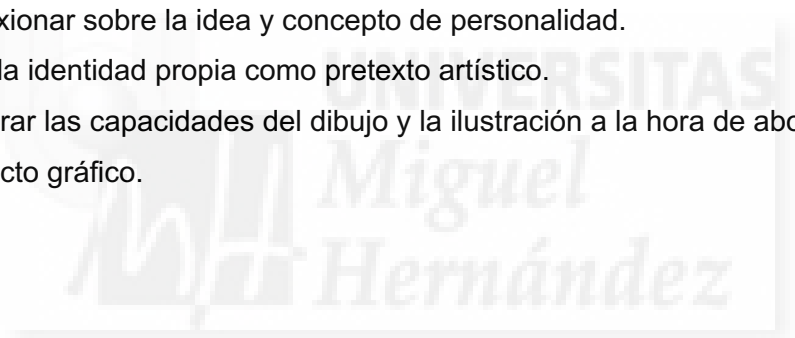 xionar sobre la idea y concepto de personalidad.
la identidad propia como pretexto artístico.
rar las capacidades del dibujo y la ilustración a la hora de abo
cto gráfico.
UNIVERSITAS
Miguel
Hernández